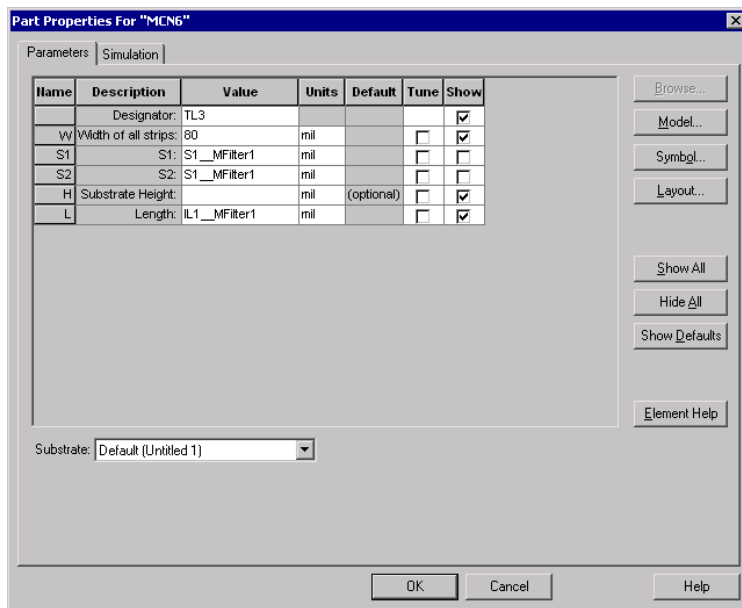 Part Properties For "MCN6"
Parameters Simulation
Name Description Value Units Default Tune Show
Designator: TL3
W Width of all strips: 80 mil
S1 S1: S1__MFilter1 mil
S2 S2: S1__MFilter1 mil
H Substrate Height: mil (optional)
L Length: IL1__MFilter1 mil
Browse...
Model...
Symbol...
Layout...
Show All
Hide All
Show Defaults
Element Help
Substrate: Default (Untitled 1)
OK Cancel Help